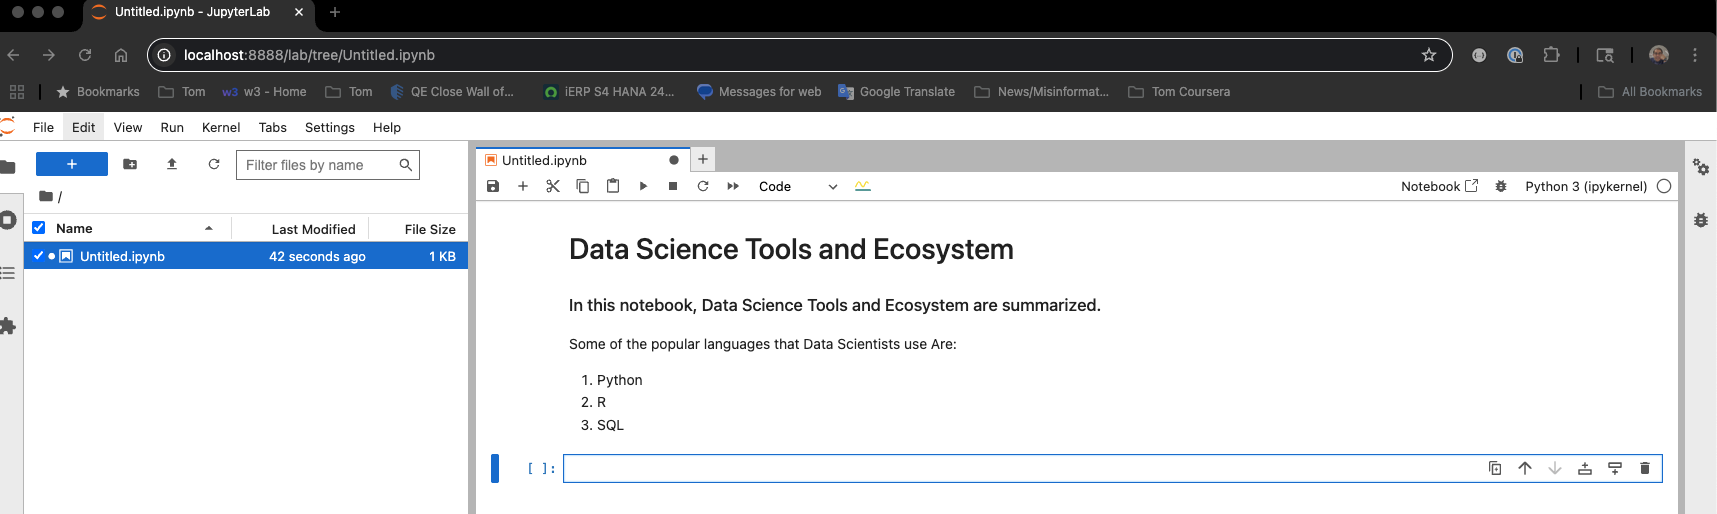 Untitled.ipynb - JupyterLab
localhost:8888/lab/tree/Untitled.ipynb
Bookmarks Tom w3 w3 - Home Tom QE Close Wall of... iERP S4 HANA 24... Messages for web Google Translate News/Misinformat... Tom Coursera All Bookmarks
File Edit View Run Kernel Tabs Settings Help
Filter files by name
/
Name Last Modified File Size
Untitled.ipynb 42 seconds ago 1 KB
Untitled.ipynb
Code Notebook Python 3 (ipykernel)
Data Science Tools and Ecosystem
In this notebook, Data Science Tools and Ecosystem are summarized.
Some of the popular languages that Data Scientists use Are:
1. Python
2. R
3. SQL
[ ]: